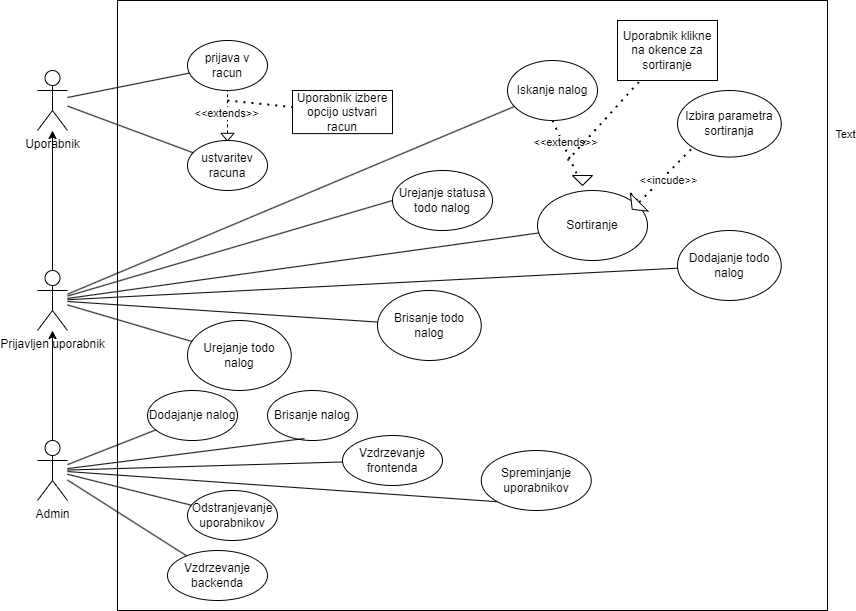 prijava v
racun
<<extends>>
Uporabnik izbere
opcijo ustvari
racun
ustvaritev
racuna
Uporabnik
Iskanje nalog
Uporabnik klikne
na okence za
sortiranje
<<extends>>
Izbira parametra
sortiranja
<<incude>>
Text
Urejanje statusa
todo nalog
Sortiranje
Dodajanje todo
nalog
Brisanje todo
nalog
Prijavljen uporabnik
Urejanje todo
nalog
Dodajanje nalog
Brisanje nalog
Vzdrzevanje
frontenda
Spreminjanje
uporabnikov
Admin
Odstranjevanje
uporabnikov
Vzdrzevanje
backenda